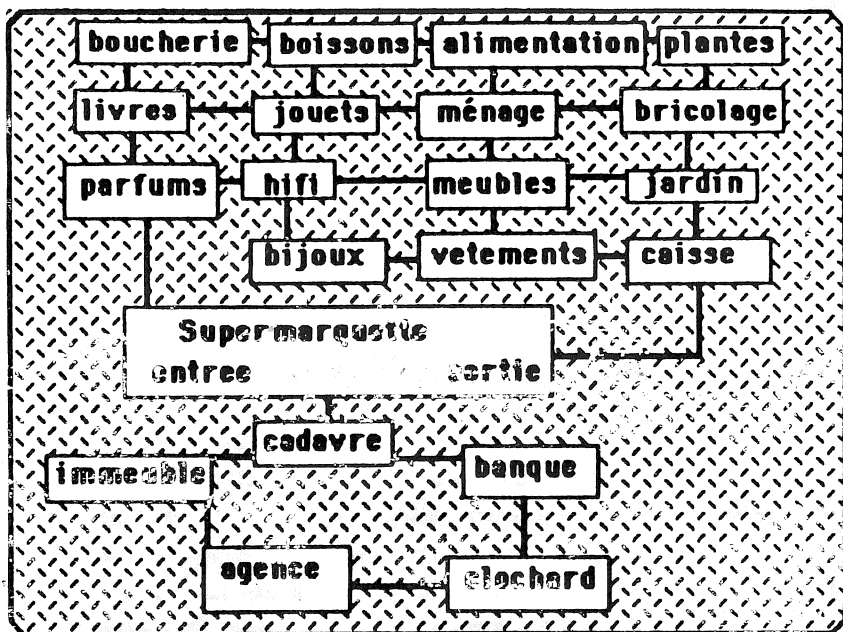 boucherie boissons alimentation plantes
livres jouets ménage bricolage
parfums hifi meubles jardin
bijoux vetements caisse
Supermarquette
entree sortie
cadavre
immeuble banque
agence clochard